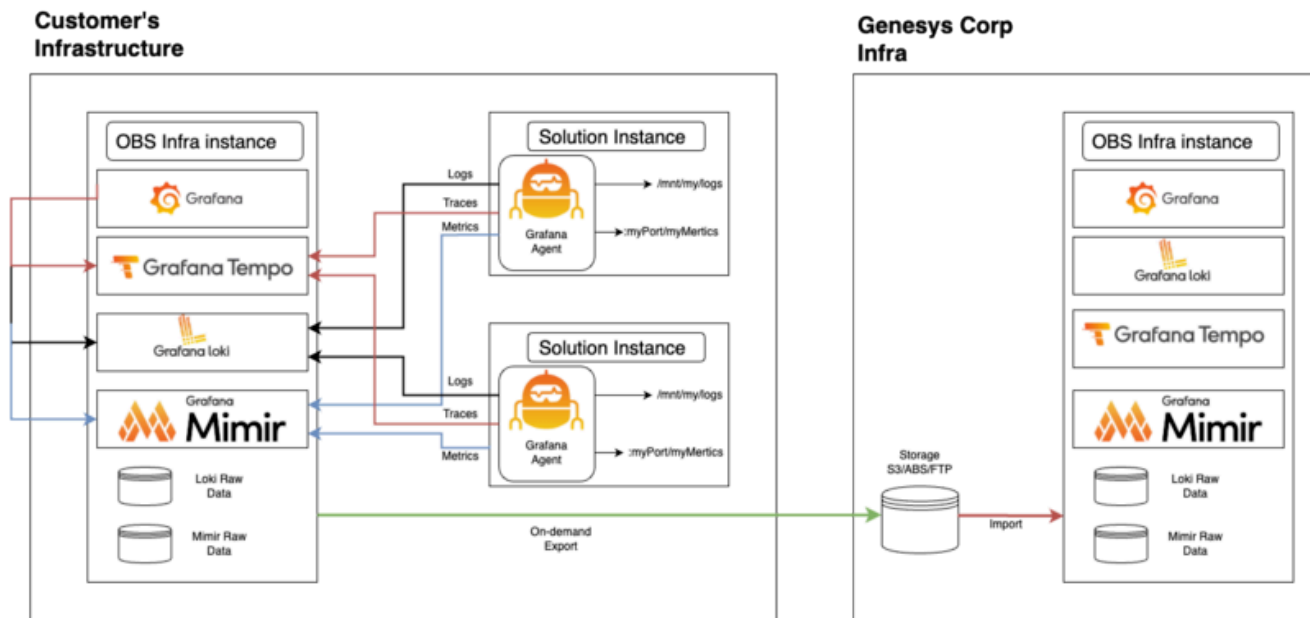 Customer's
Infrastructure
OBS Infra instance
Grafana
Grafana Tempo
Grafana loki
Grafana
Mimir
Loki Raw
Data
Mimir Raw
Data
Logs
Traces
Metrics
Solution Instance
Grafana
Agent
/mnt/my/logs
:myPort/myMertics
Logs
Traces
Metrics
Solution Instance
Grafana
Agent
/mnt/my/logs
:myPort/myMertics
On-demand
Export
Genesys Corp
Infra
Storage
S3/ABS/FTP
Import
OBS Infra instance
Grafana
Grafana loki
Grafana Tempo
Grafana
Mimir
Loki Raw
Data
Mimir Raw
Data